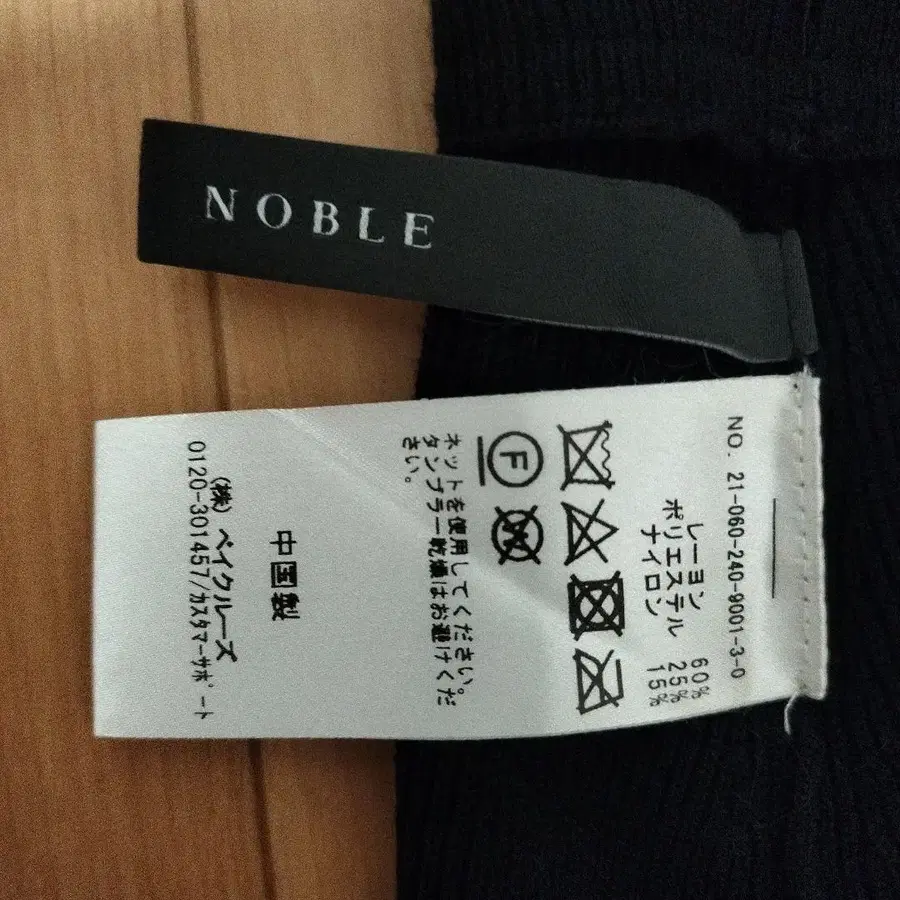 NOBLE
NO. 21-060-240-9001-3-0
レーヨン 60%
ポリエステル 25%
ナイロン 15%
F
W
ネットを使用してください。
タンブラー乾燥はお避けくだ
さい。
中国製
(株)ベイクルーズ
0120-301457/カスタマーサポート